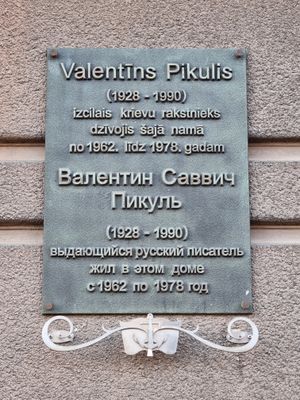 Valentīns Pikulis
(1928 - 1990)
izcilais krievu rakstnieks
dzīvojis šajā namā
no 1962. līdz 1978. gadam
Валентин Саввич
Пикуль
(1928 - 1990)
выдающийся русский писатель
жил в этом доме
с 1962 по 1978 год